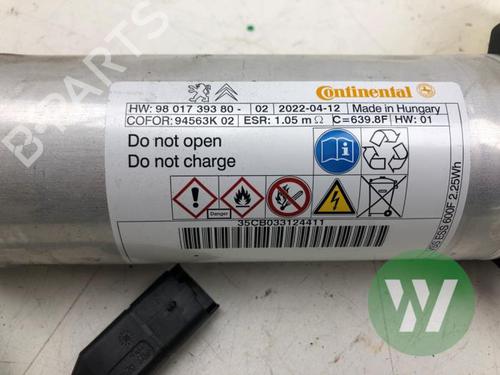 Continental
HW: 98 017 393 80 - 02 2022-04-12 Made in Hungary
COFOR: 94563K 02 ESR: 1.05 mΩ C=639.8F HW: 01
Do not open
Do not charge
Danger
35CB033124411
ESS 600F 2.25Wh
B-PARTS
W